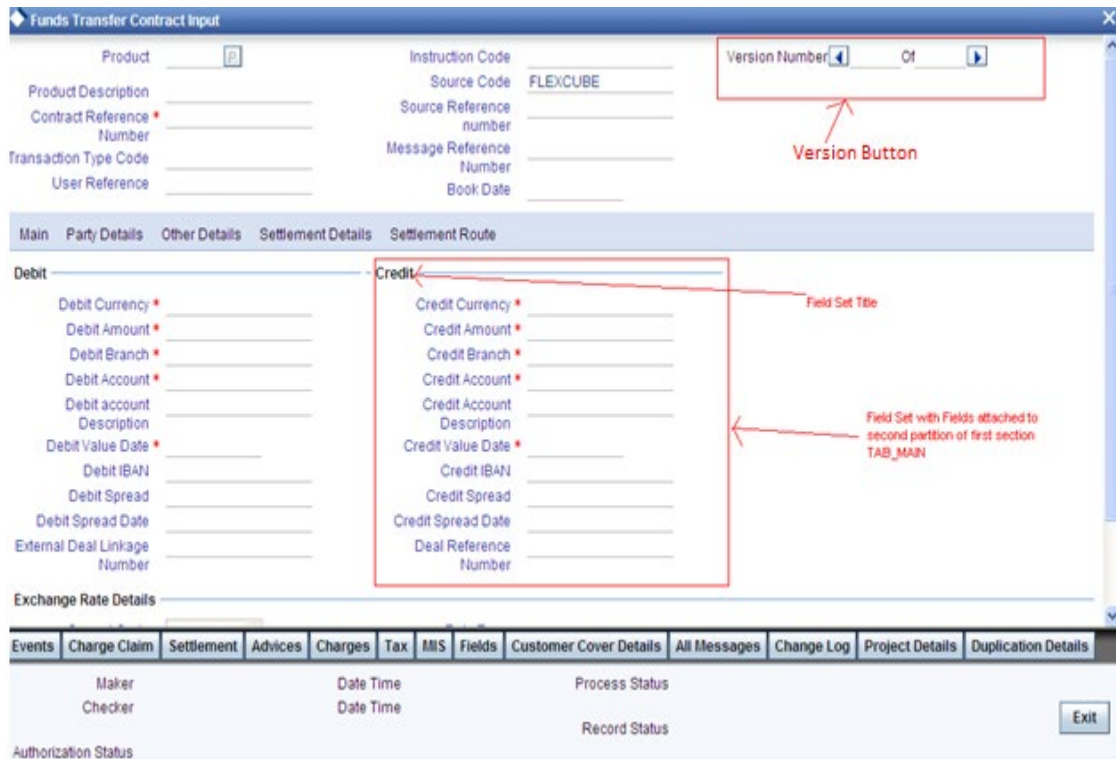 Funds Transfer Contract Input
Product P
Product Description
Contract Reference *
Number
Transaction Type Code
User Reference
Instruction Code
Source Code FLEXCUBE
Source Reference
number
Message Reference
Number
Book Date
Version Number Of
Version Button
Main Party Details Other Details Settlement Details Settlement Route
Debit
Debit Currency *
Debit Amount *
Debit Branch *
Debit Account *
Debit account
Description
Debit Value Date *
Debit IBAN
Debit Spread
Debit Spread Date
External Deal Linkage
Number
Credit
Credit Currency *
Credit Amount *
Credit Branch *
Credit Account *
Credit Account
Description
Credit Value Date *
Credit IBAN
Credit Spread
Credit Spread Date
Deal Reference
Number
Field Set Title
Field Set with Fields attached to
second partition of first section
TAB_MAIN
Exchange Rate Details
Events Charge Claim Settlement Advices Charges Tax MIS Fields Customer Cover Details All Messages Change Log Project Details Duplication Details
Maker Date Time Process Status
Checker Date Time
Record Status
Exit
Authorization Status